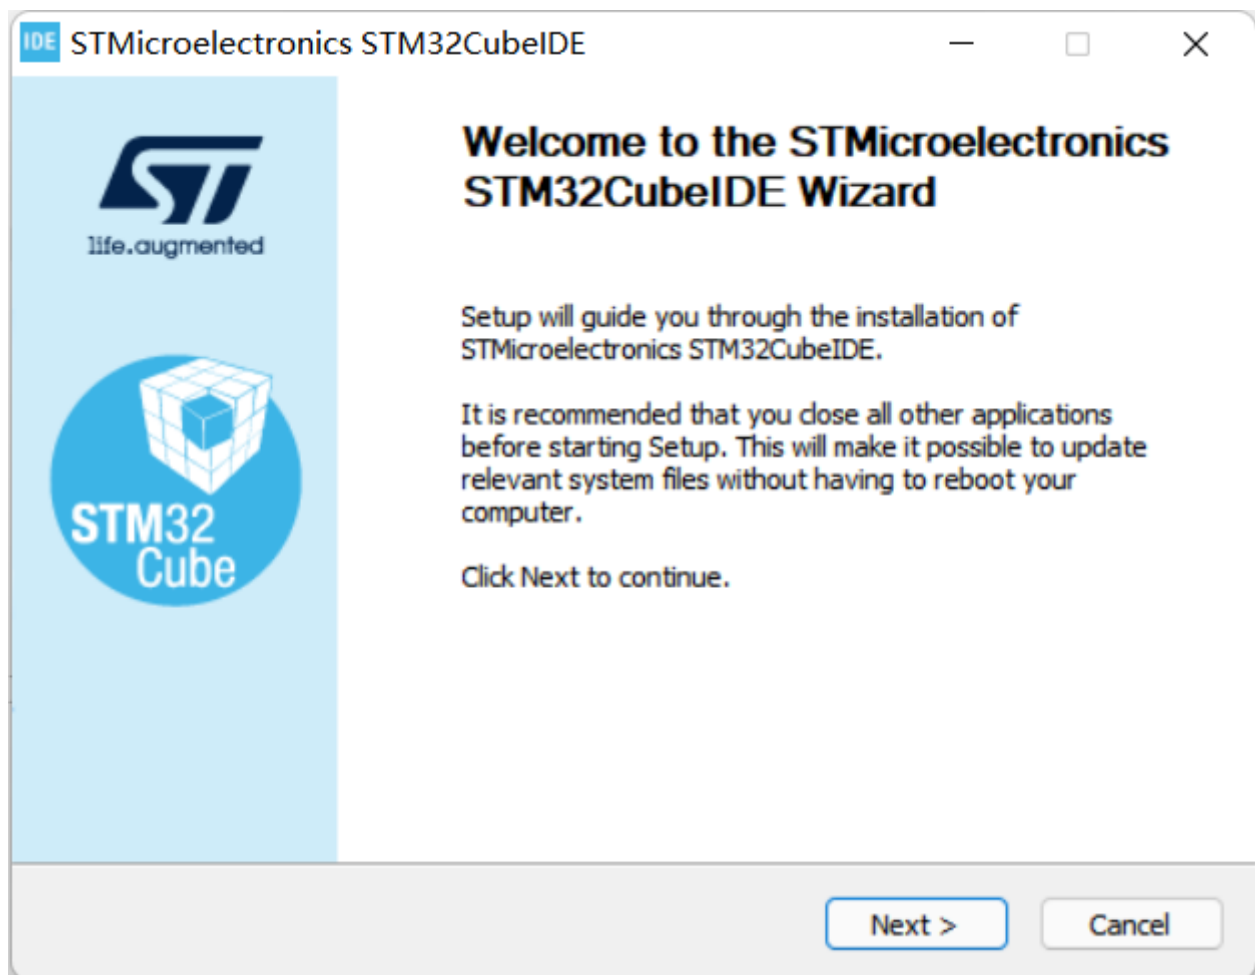 IDE STMicroelectronics STM32CubeIDE
ST
life.augmented
STM32
Cube
Welcome to the STMicroelectronics
STM32CubeIDE Wizard
Setup will guide you through the installation of
STMicroelectronics STM32CubeIDE.
It is recommended that you close all other applications
before starting Setup. This will make it possible to update
relevant system files without having to reboot your
computer.
Click Next to continue.
Next > Cancel